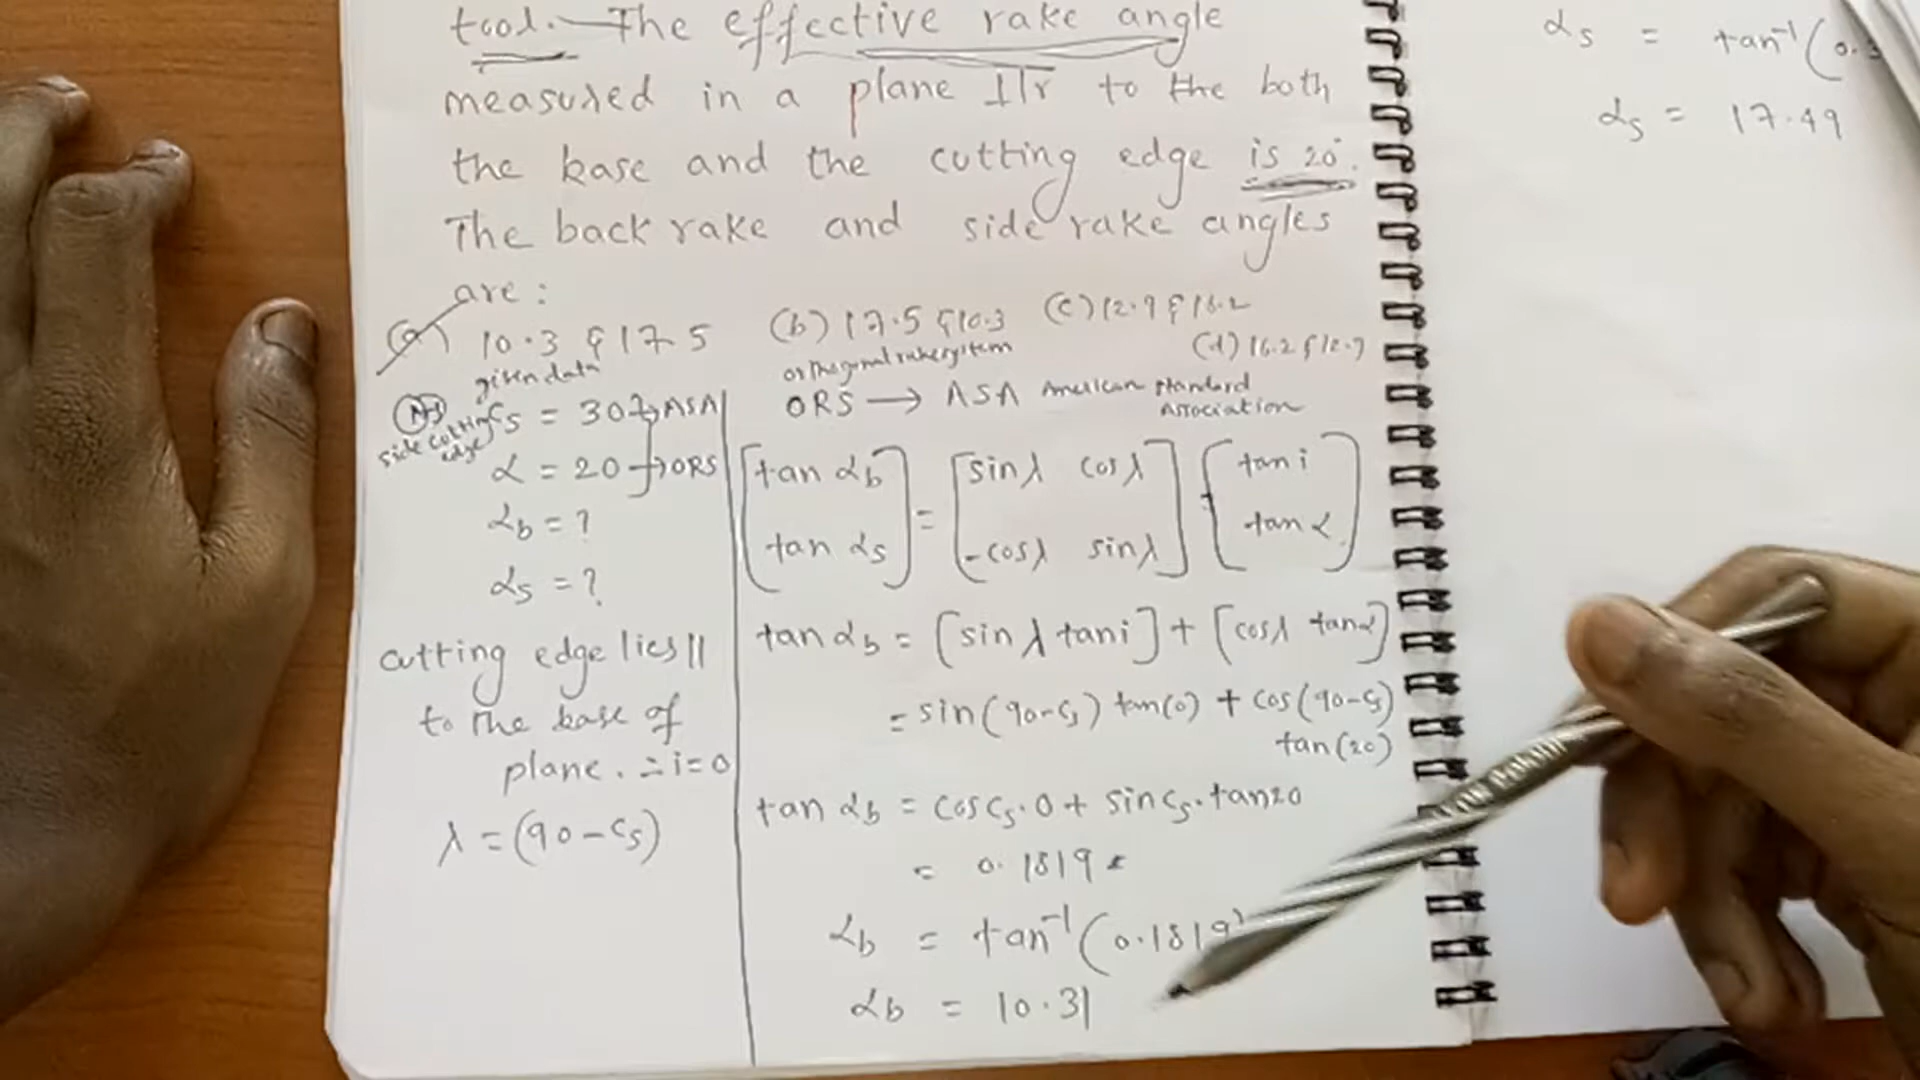 tool. The effective rake angle
measured in a plane ⊥lr to the both
the base and the cutting edge is 20°.
The back rake and side rake angles
are:
(a) 10.3 & 17.5 (b) 17.5 & 10.3 (c) 12.9 & 16.2
(d) 16.2 & 12.9
given data
side cutting edge
Cs = 30 → ASA
α = 20 → ORS
αb = ?
αs = ?
cutting edge lies ||
to the base of
plane. ∴ i = 0
λ = (90 - Cs)
orthogonal rake system
ORS → ASA American standard
Association
[tan αb] = [sin λ cos λ] [tan i]
[tan αs] [-cos λ sin λ] [tan α]
tan αb = [sin λ tan i] + [cos λ tan α]
= sin(90-Cs) tan(0) + cos(90-Cs)
tan(20)
tan αb = cos Cs . 0 + sin Cs . tan 20
= 0.1819
αb = tan⁻¹(0.1819)
αb = 10.31
αs = tan⁻¹(0.3
αs = 17.49